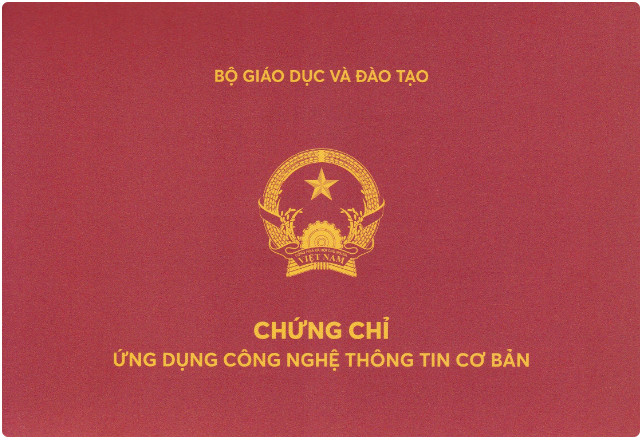 BỘ GIÁO DỤC VÀ ĐÀO TẠO
VIỆT NAM
CHỨNG CHỈ
ỨNG DỤNG CÔNG NGHỆ THÔNG TIN CƠ BẢN